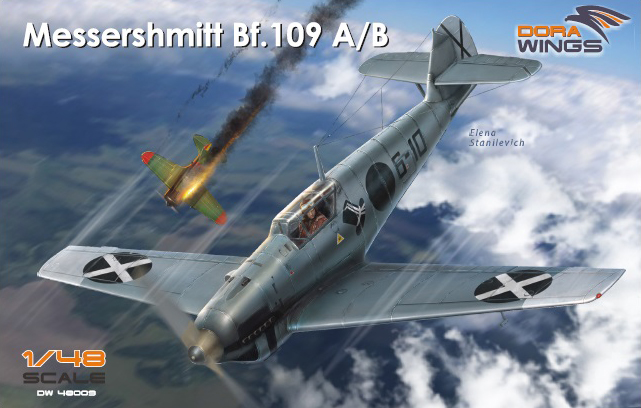 Messershmitt Bf.109 A/B
DORA
WINGS
Elena
Stanilevich
6-10
1/48
SCALE
DW 48009